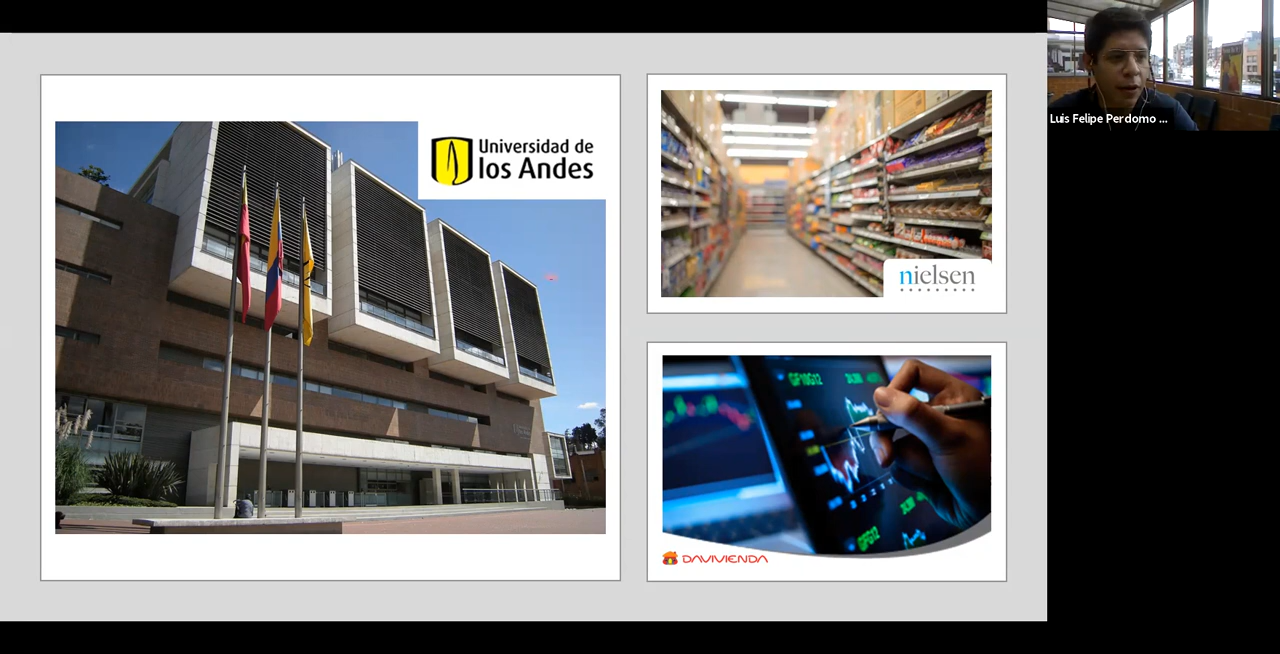 Universidad de
los Andes
nielsen
DAVIVIENDA
Luis Felipe Perdomo ...